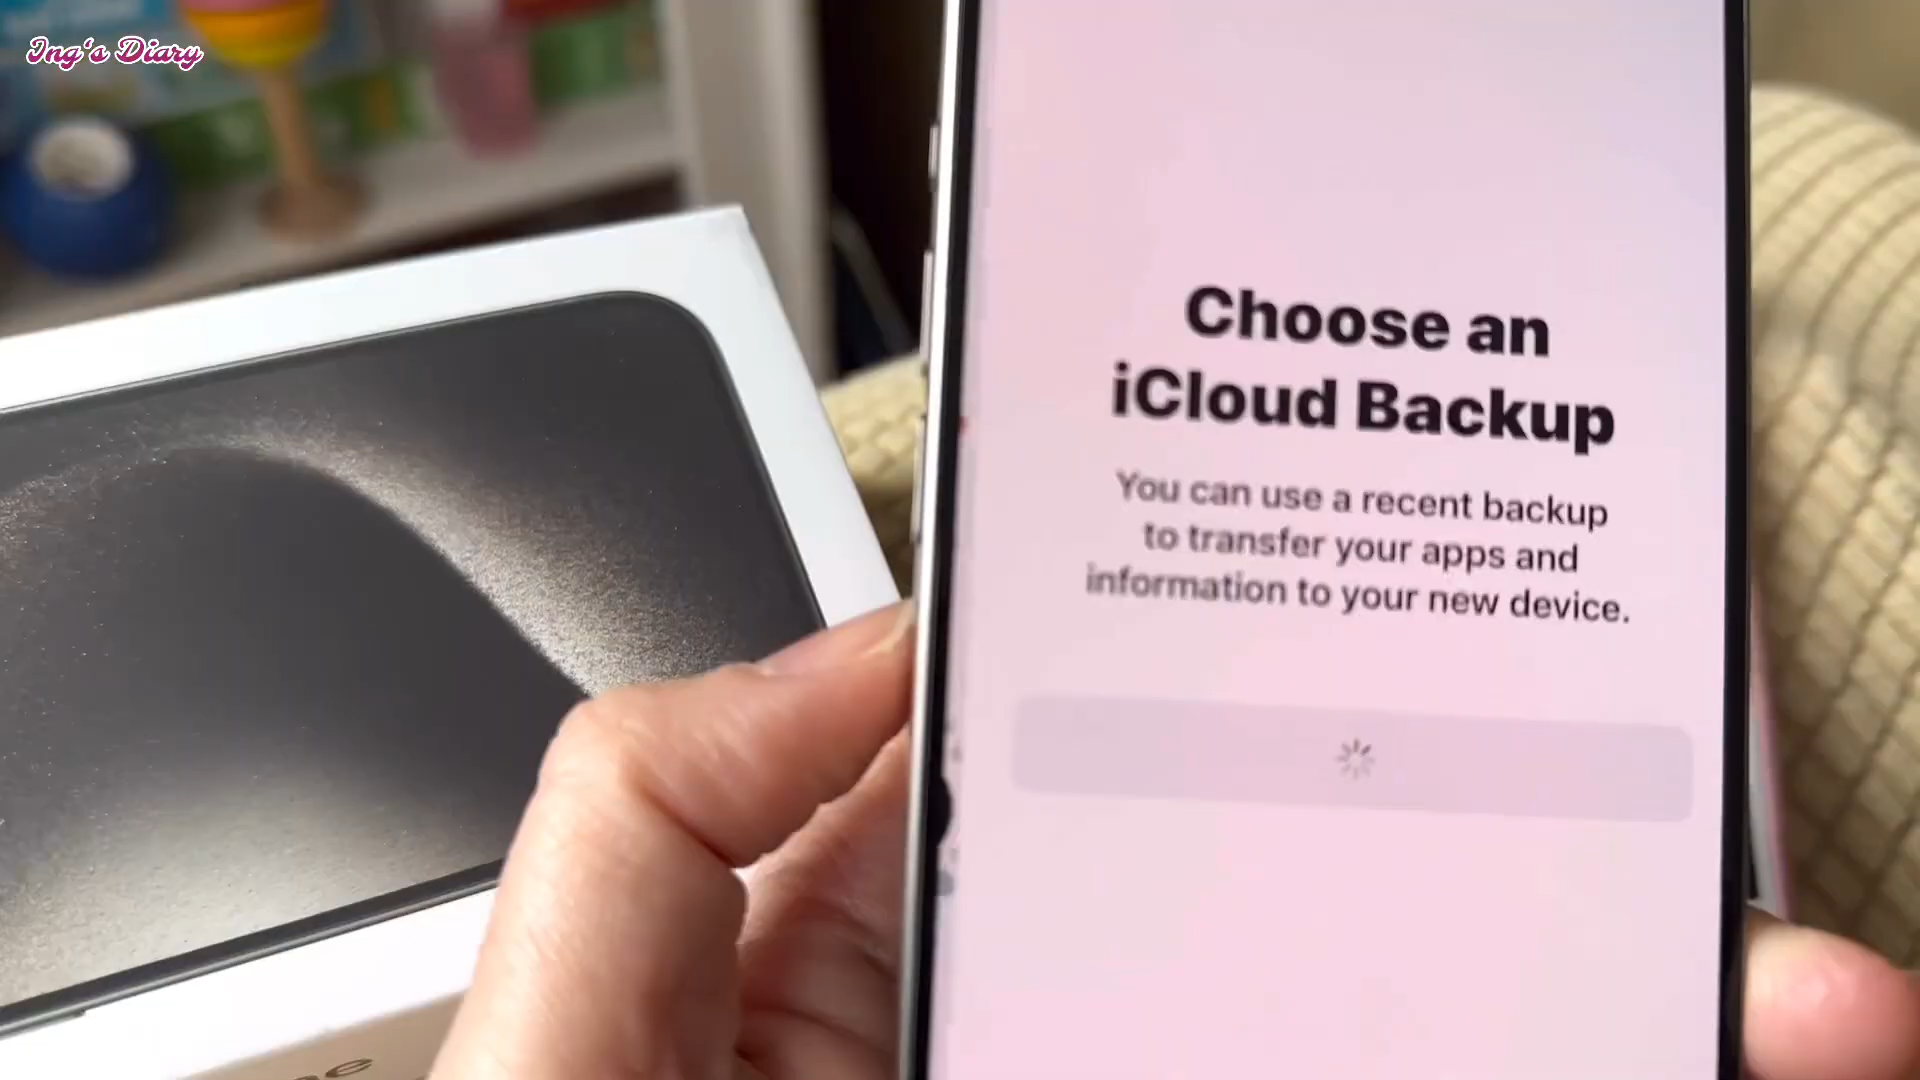 Ing's Diary
Choose an
iCloud Backup
You can use a recent backup
to transfer your apps and
information to your new device.